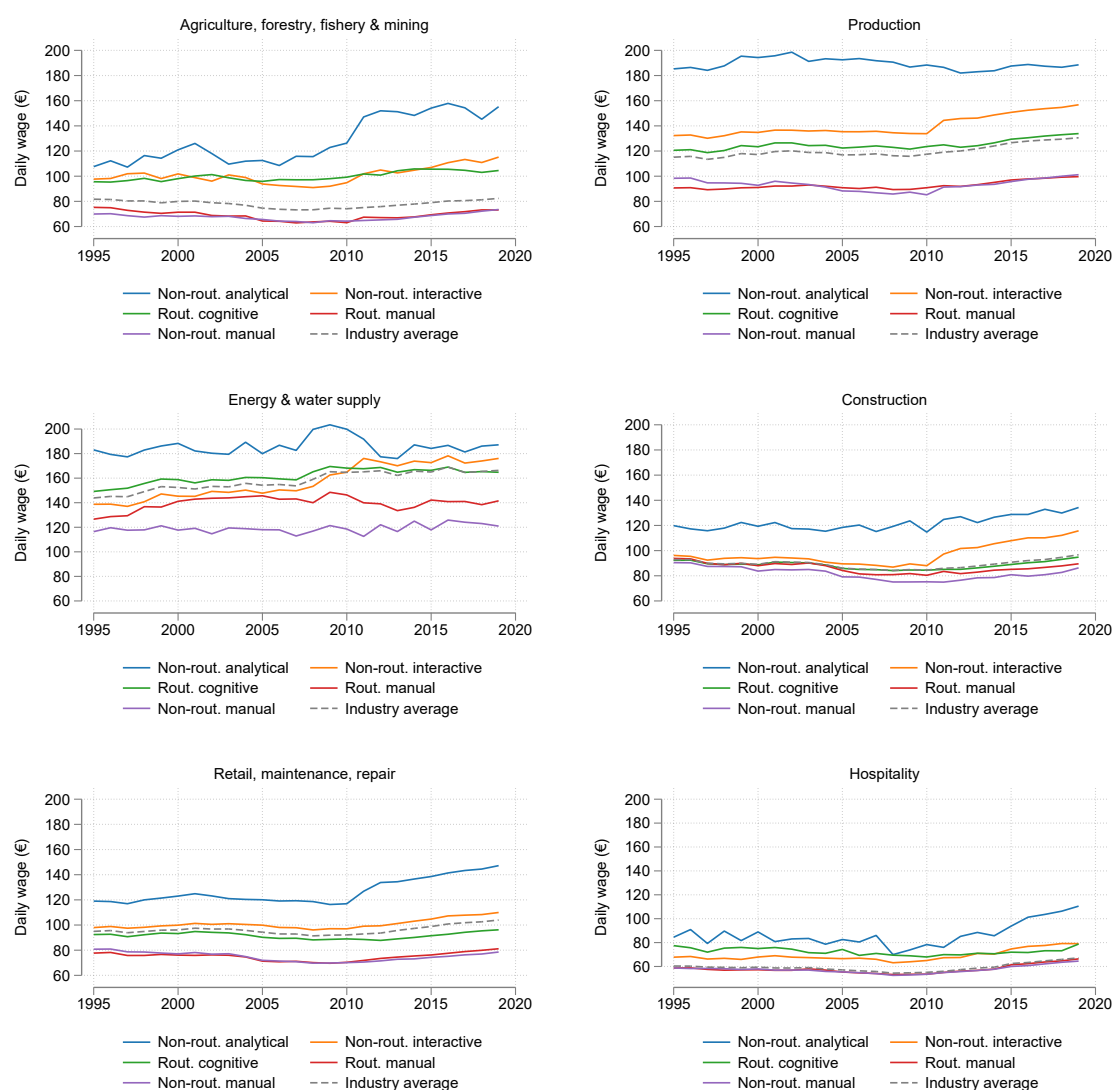 Agriculture, forestry, fishery & mining
Daily wage (€)
200
180
160
140
120
100
80
60
1995 2000 2005 2010 2015 2020
Non-rout. analytical Non-rout. interactive
Rout. cognitive Rout. manual
Non-rout. manual Industry average
Production
Daily wage (€)
200
180
160
140
120
100
80
60
1995 2000 2005 2010 2015 2020
Non-rout. analytical Non-rout. interactive
Rout. cognitive Rout. manual
Non-rout. manual Industry average
Energy & water supply
Daily wage (€)
200
180
160
140
120
100
80
60
1995 2000 2005 2010 2015 2020
Non-rout. analytical Non-rout. interactive
Rout. cognitive Rout. manual
Non-rout. manual Industry average
Construction
Daily wage (€)
200
180
160
140
120
100
80
60
1995 2000 2005 2010 2015 2020
Non-rout. analytical Non-rout. interactive
Rout. cognitive Rout. manual
Non-rout. manual Industry average
Retail, maintenance, repair
Daily wage (€)
200
180
160
140
120
100
80
60
1995 2000 2005 2010 2015 2020
Non-rout. analytical Non-rout. interactive
Rout. cognitive Rout. manual
Non-rout. manual Industry average
Hospitality
Daily wage (€)
200
180
160
140
120
100
80
60
1995 2000 2005 2010 2015 2020
Non-rout. analytical Non-rout. interactive
Rout. cognitive Rout. manual
Non-rout. manual Industry average